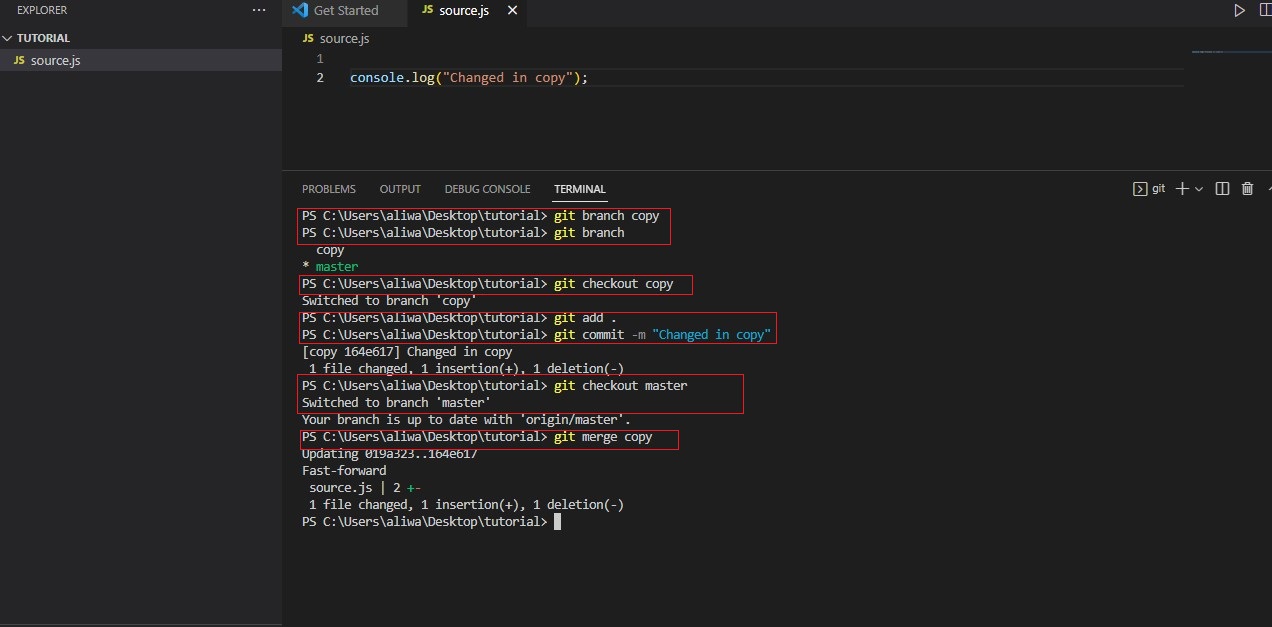 EXPLORER ...
TUTORIAL
JS source.js
Get Started JS source.js
JS source.js
1
2 console.log("Changed in copy");
PROBLEMS OUTPUT DEBUG CONSOLE TERMINAL git
PS C:\Users\aliwa\Desktop\tutorial> git branch copy
PS C:\Users\aliwa\Desktop\tutorial> git branch
copy
* master
PS C:\Users\aliwa\Desktop\tutorial> git checkout copy
Switched to branch 'copy'
PS C:\Users\aliwa\Desktop\tutorial> git add .
PS C:\Users\aliwa\Desktop\tutorial> git commit -m "Changed in copy"
[copy 164e617] Changed in copy
1 file changed, 1 insertion(+), 1 deletion(-)
PS C:\Users\aliwa\Desktop\tutorial> git checkout master
Switched to branch 'master'
Your branch is up to date with 'origin/master'.
PS C:\Users\aliwa\Desktop\tutorial> git merge copy
Updating 019a323..164e617
Fast-forward
source.js | 2 +-
1 file changed, 1 insertion(+), 1 deletion(-)
PS C:\Users\aliwa\Desktop\tutorial>